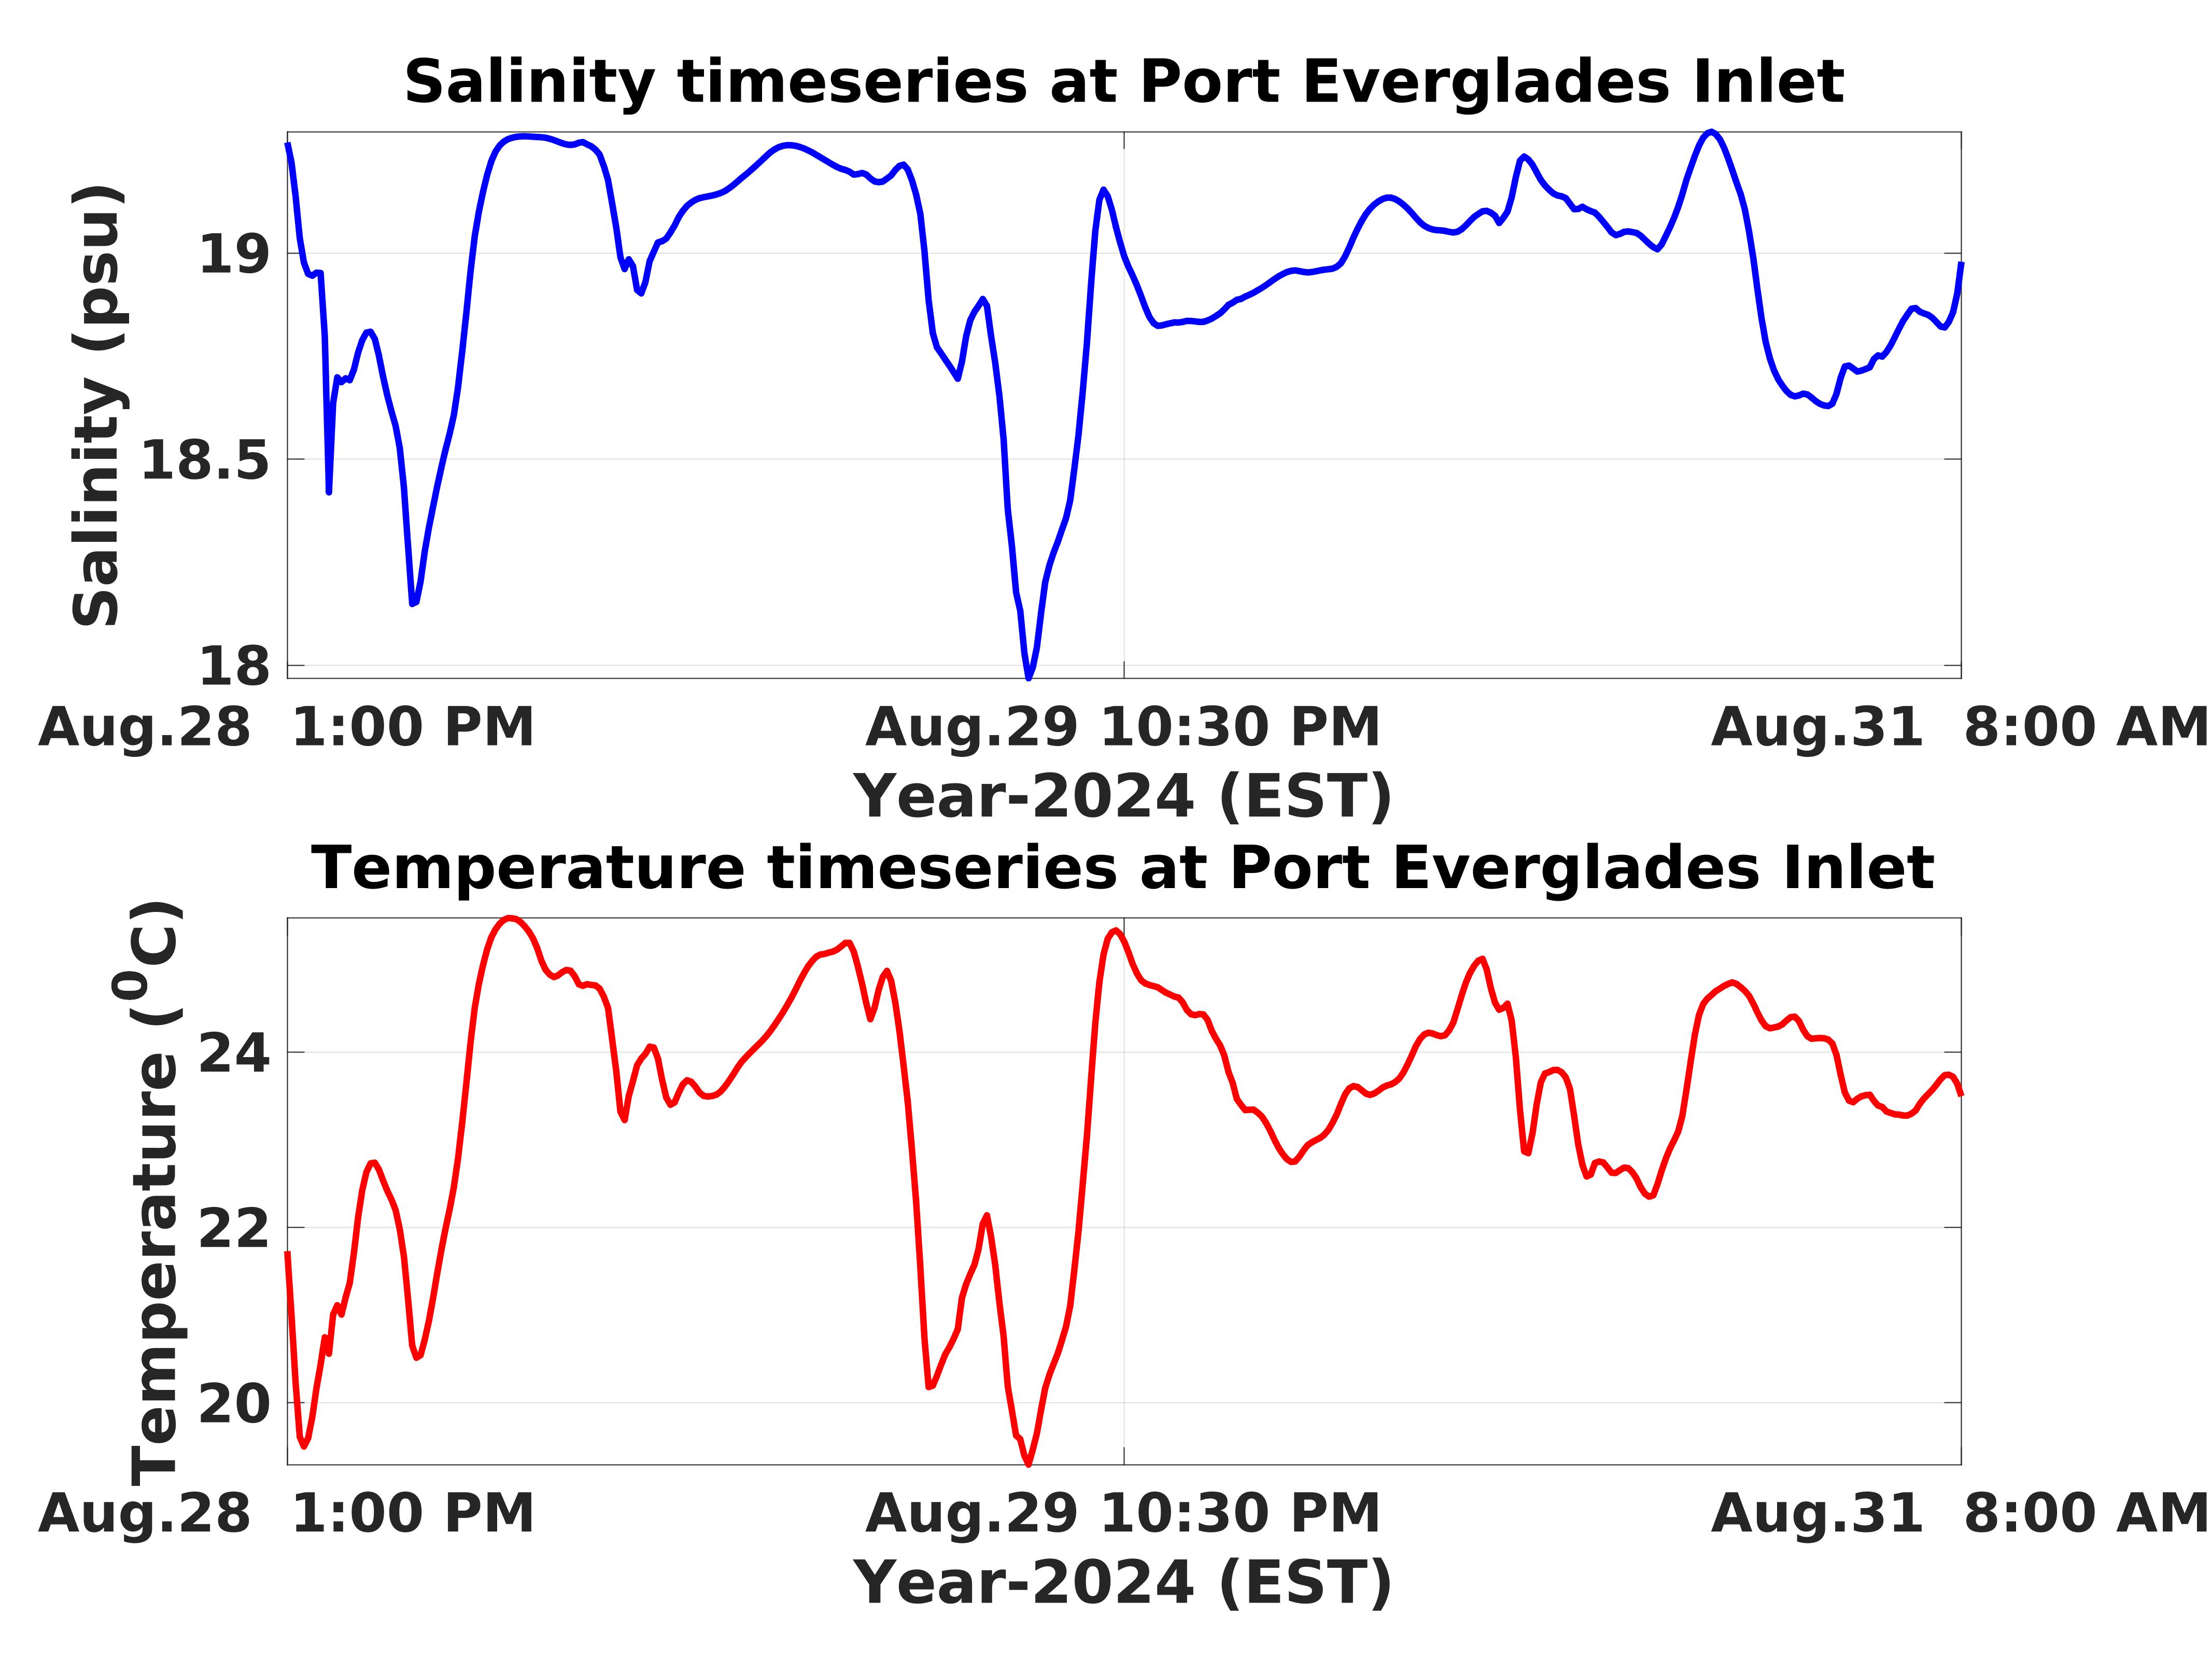 Salinity timeseries at Port Everglades Inlet
Salinity (psu)
19
18.5
18
Aug.28  1:00 PM
Aug.29 10:30 PM
Aug.31  8:00 AM
Year-2024 (EST)
Temperature timeseries at Port Everglades Inlet
Temperature (⁰C)
24
22
20
Aug.28  1:00 PM
Aug.29 10:30 PM
Aug.31  8:00 AM
Year-2024 (EST)